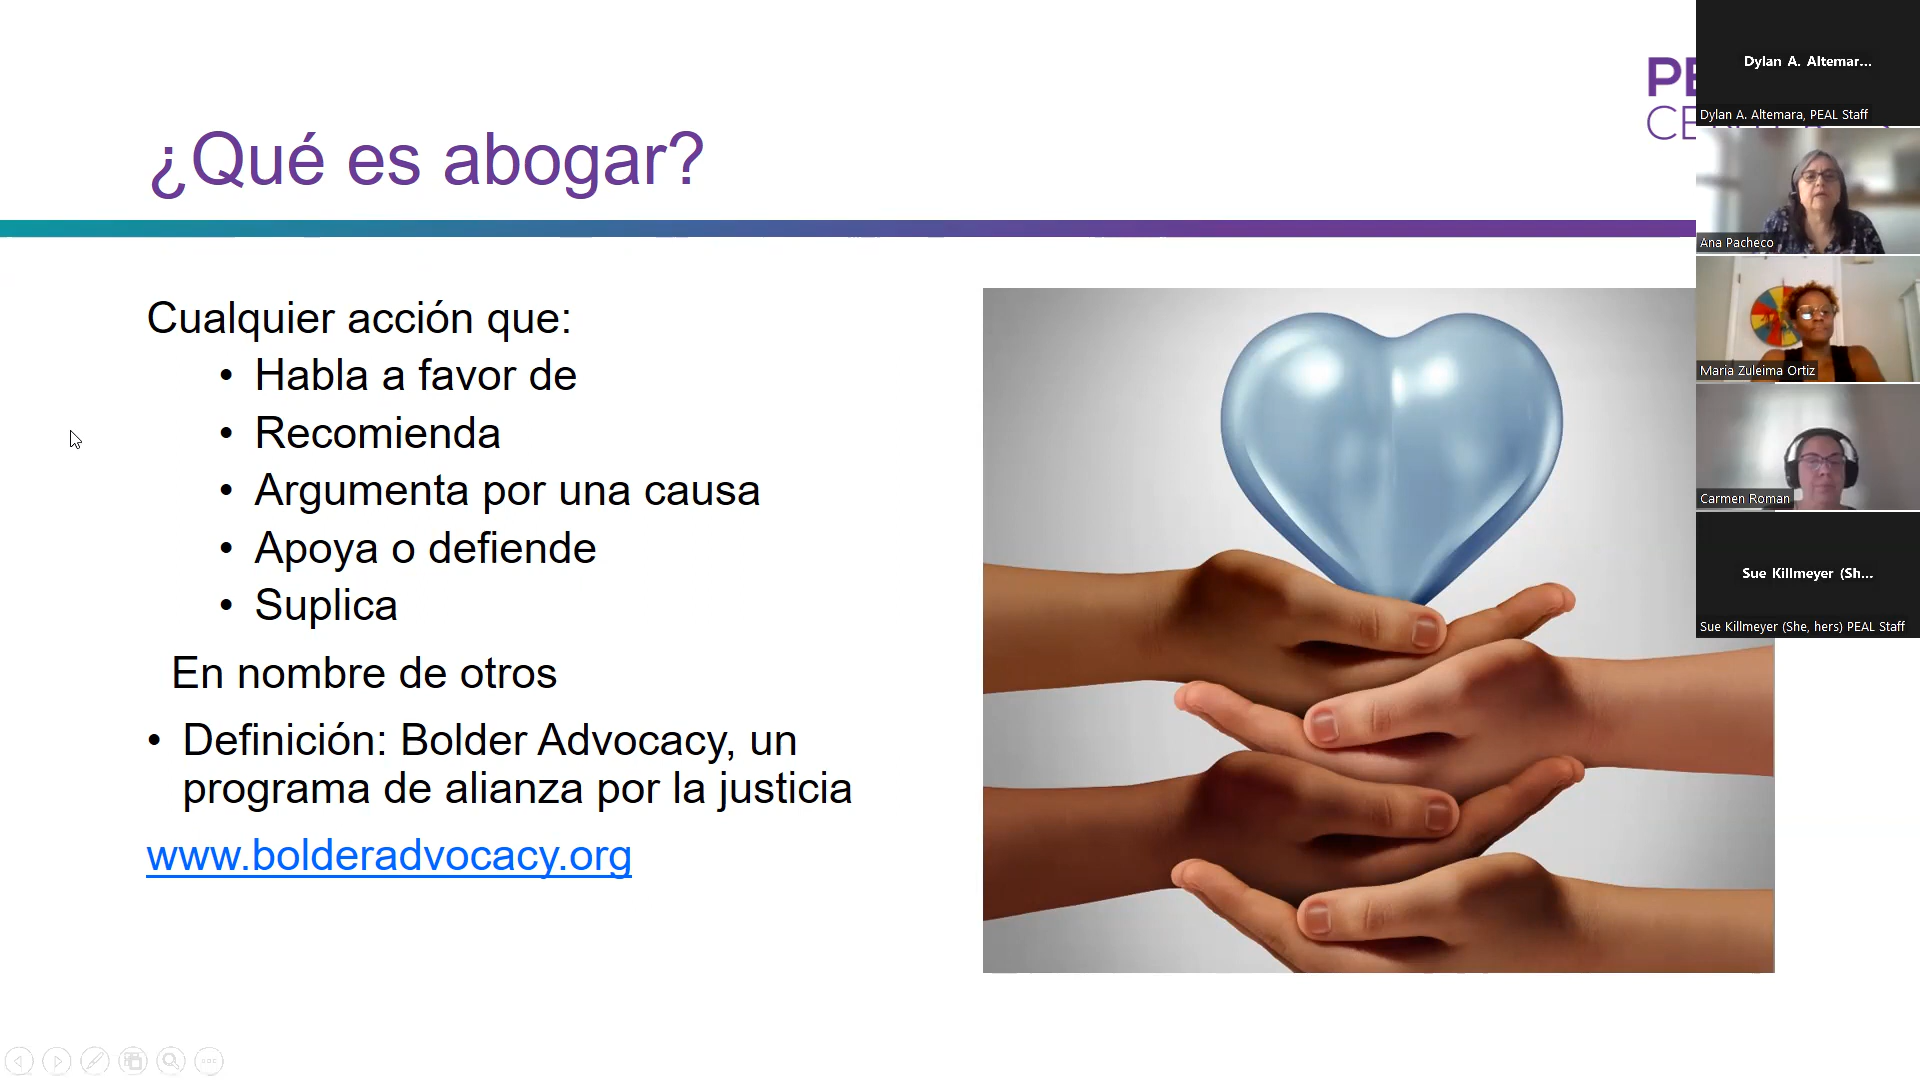 ¿Qué es abogar?
Cualquier acción que:
• Habla a favor de
• Recomienda
• Argumenta por una causa
• Apoya o defiende
• Suplica
En nombre de otros
• Definición: Bolder Advocacy, un
programa de alianza por la justicia
www.bolderadvocacy.org
Dylan A. Altemar...
Dylan A. Altemara, PEAL Staff
Ana Pacheco
Maria Zuleima Ortiz
Carmen Roman
Sue Killmeyer (Sh...
Sue Killmeyer (She, hers) PEAL Staff